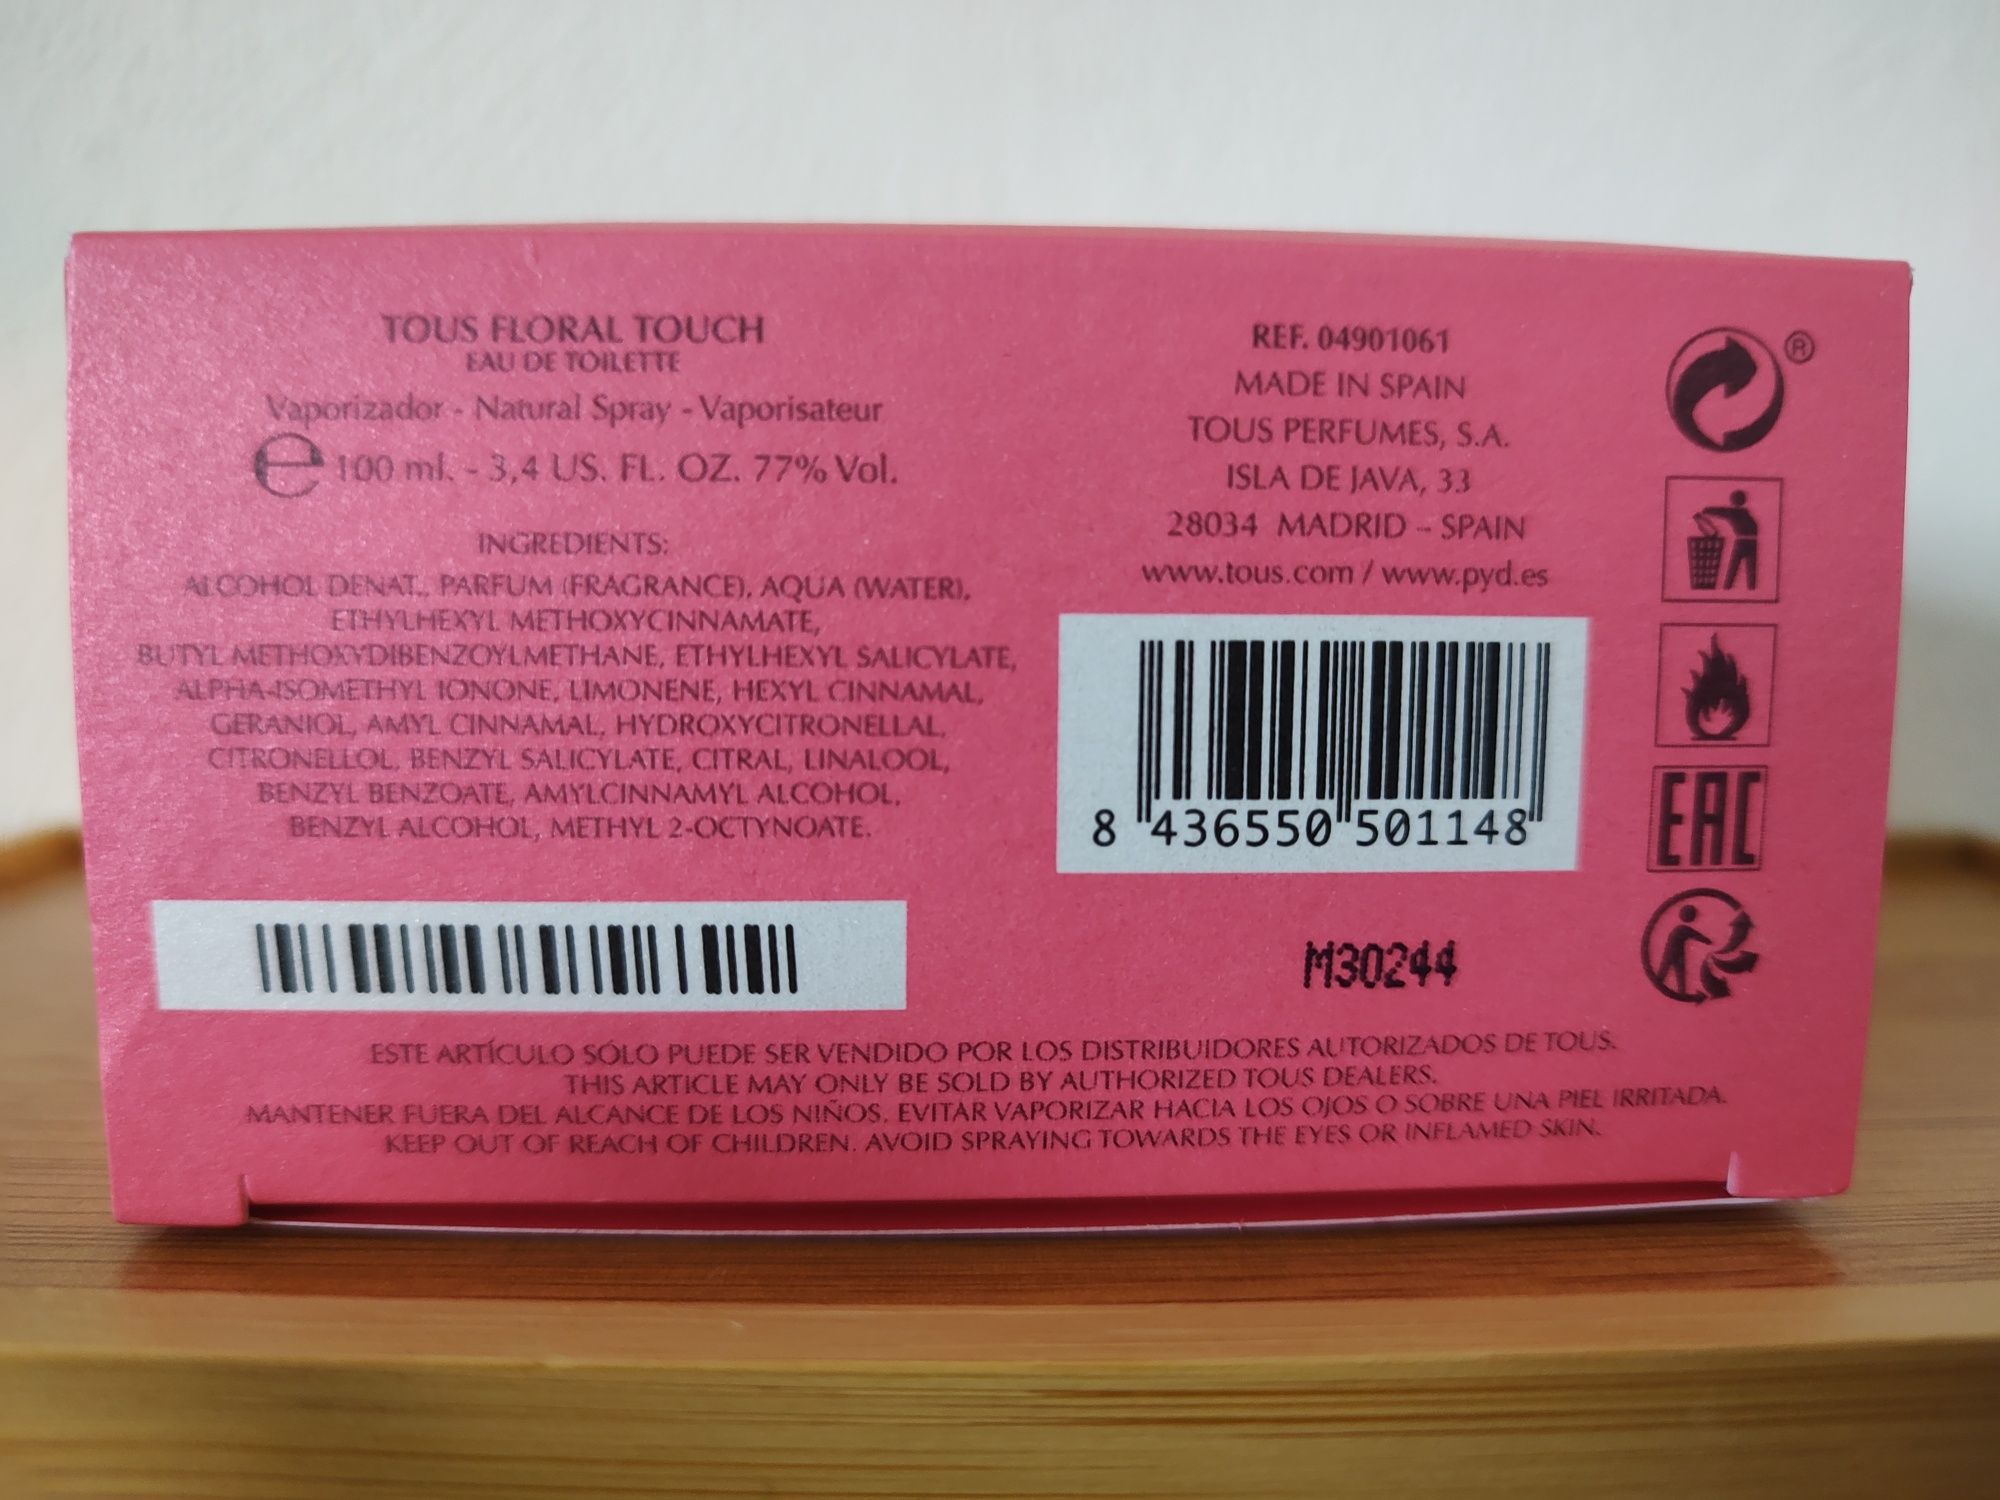 TOUS FLORAL TOUCH
EAU DE TOILETTE
Vaporizador - Natural Spray - Vaporisateur
e 100 ml. - 3,4 US. FL. OZ. 77% Vol.
INGREDIENTS:
ALCOHOL DENAT., PARFUM (FRAGRANCE), AQUA (WATER),
ETHYLHEXYL METHOXYCINNAMATE,
BUTYL METHOXYDIBENZOYLMETHANE, ETHYLHEXYL SALICYLATE,
ALPHA-ISOMETHYL IONONE, LIMONENE, HEXYL CINNAMAL,
GERANIOL, AMYL CINNAMAL, HYDROXYCITRONELLAL,
CITRONELLOL, BENZYL SALICYLATE, CITRAL, LINALOOL,
BENZYL BENZOATE, AMYLCINNAMYL ALCOHOL,
BENZYL ALCOHOL, METHYL 2-OCTYNOATE.
REF. 04901061
MADE IN SPAIN
TOUS PERFUMES, S.A.
ISLA DE JAVA, 33
28034 MADRID - SPAIN
www.tous.com / www.pyd.es
8 436550 501148
M30244
®
EAC
ESTE ARTÍCULO SÓLO PUEDE SER VENDIDO POR LOS DISTRIBUIDORES AUTORIZADOS DE TOUS.
THIS ARTICLE MAY ONLY BE SOLD BY AUTHORIZED TOUS DEALERS.
MANTENER FUERA DEL ALCANCE DE LOS NIÑOS. EVITAR VAPORIZAR HACIA LOS OJOS O SOBRE UNA PIEL IRRITADA.
KEEP OUT OF REACH OF CHILDREN. AVOID SPRAYING TOWARDS THE EYES OR INFLAMED SKIN.